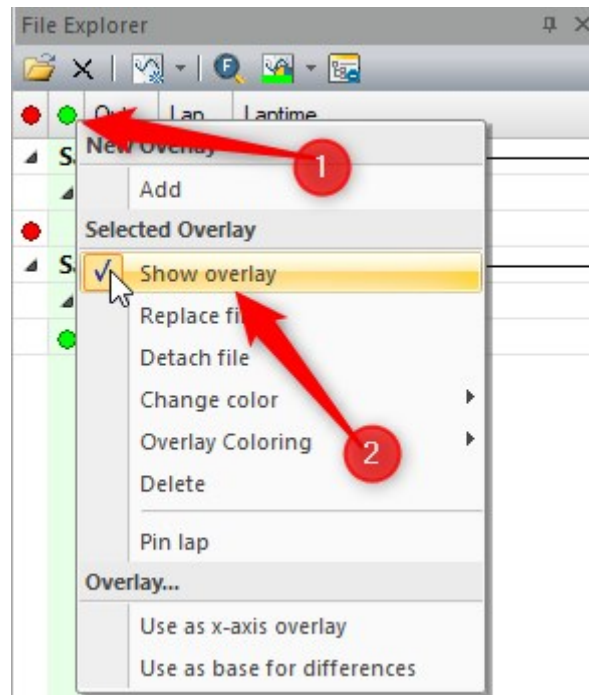 File Explorer
F
Lap Laptime
1
New Overlay
Add
Selected Overlay
Show overlay
Replace
Detach file
Change color
Overlay Coloring
2
Delete
Pin lap
Overlay...
Use as x-axis overlay
Use as base for differences